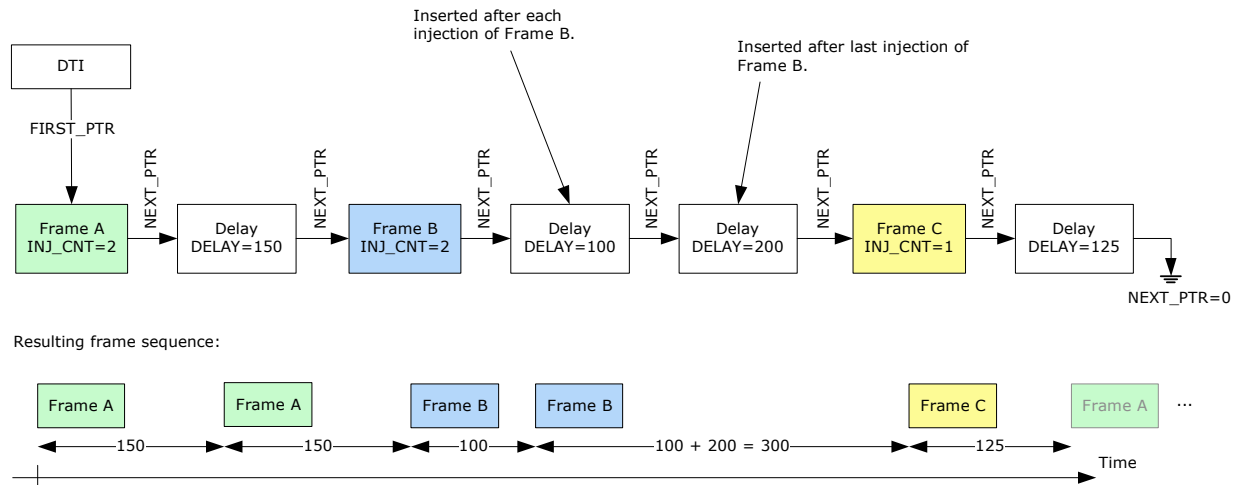 Inserted after each
injection of Frame B.
Inserted after last injection of
Frame B.
DTI
FIRST_PTR
NEXT_PTR
NEXT_PTR
NEXT_PTR
NEXT_PTR
NEXT_PTR
NEXT_PTR
Frame A
INJ_CNT=2
Delay
DELAY=150
Frame B
INJ_CNT=2
Delay
DELAY=100
Delay
DELAY=200
Frame C
INJ_CNT=1
Delay
DELAY=125
NEXT_PTR=0
Resulting frame sequence:
Frame A
Frame A
Frame B
Frame B
Frame C
Frame A
...
150
150
100
100 + 200 = 300
125
Time